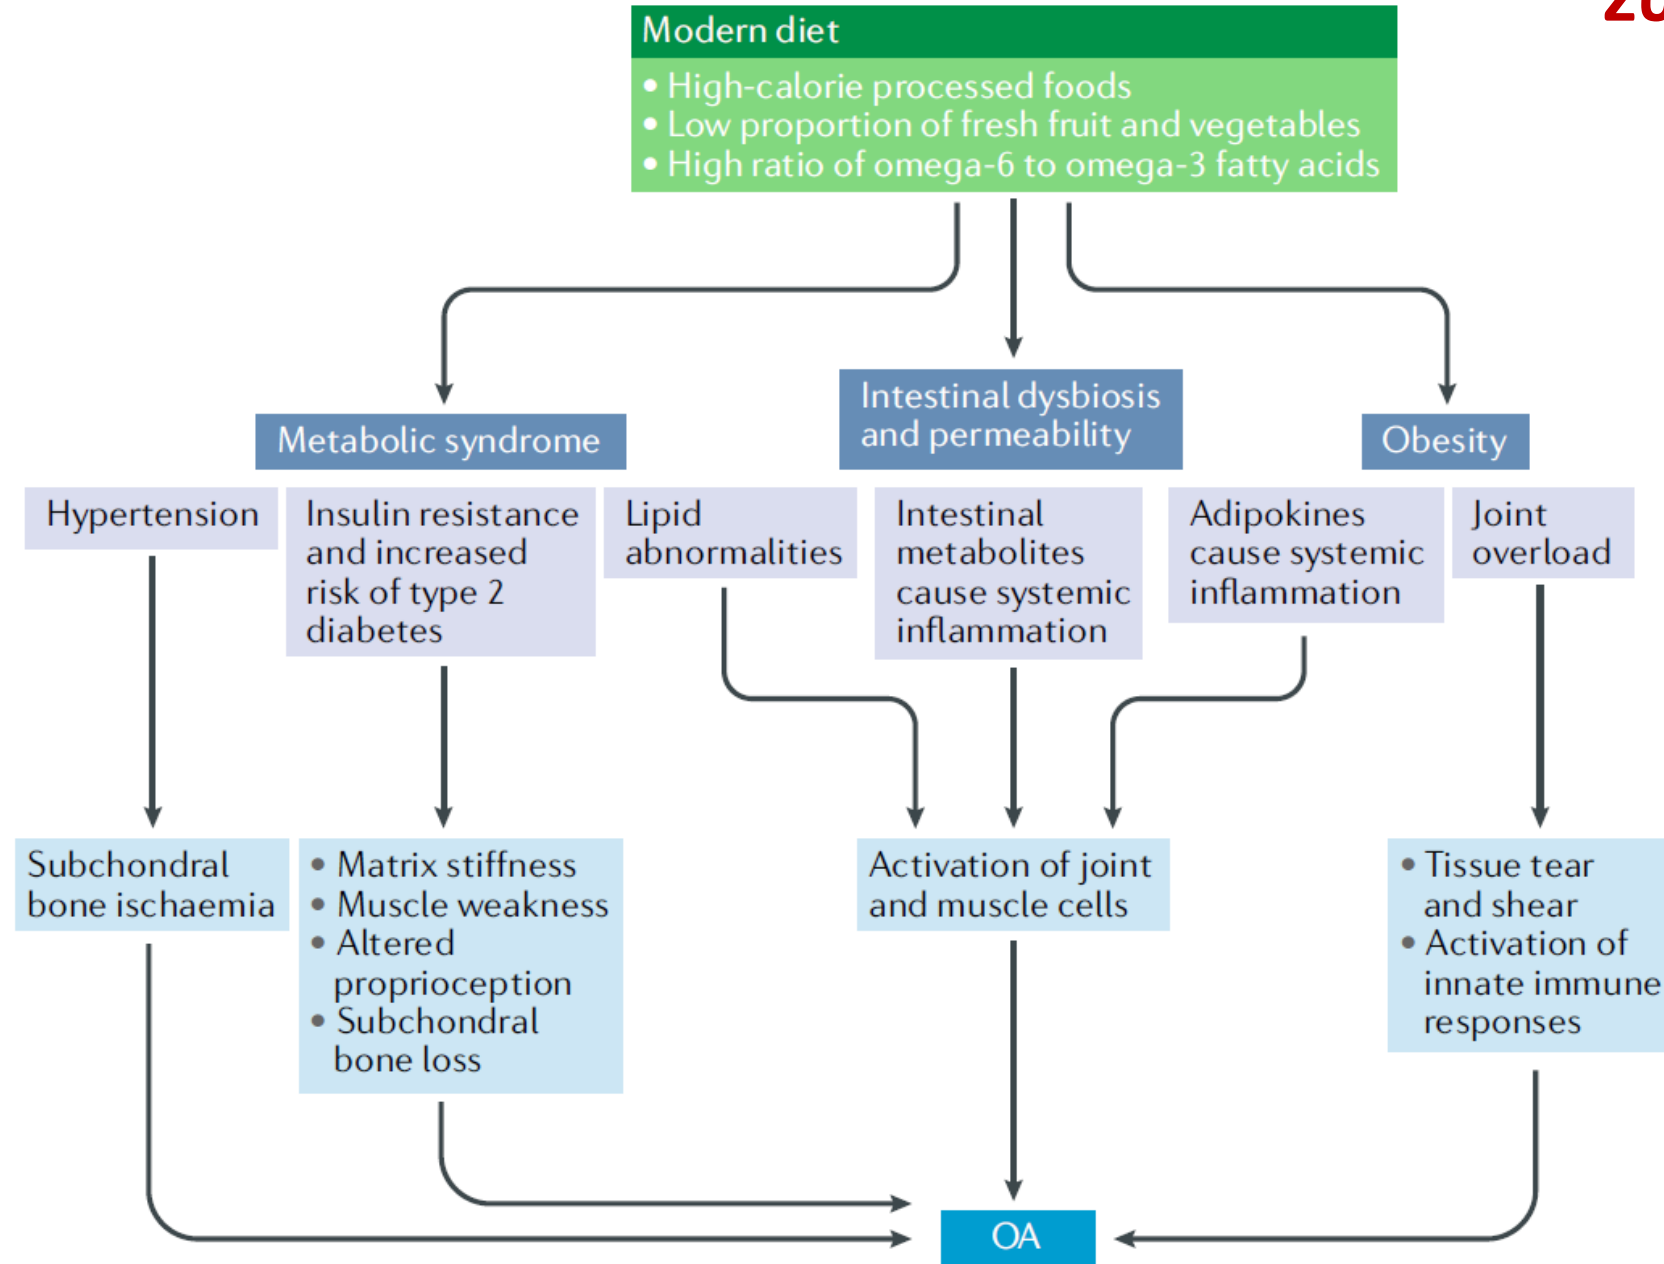 Modern diet
• High-calorie processed foods
• Low proportion of fresh fruit and vegetables
• High ratio of omega-6 to omega-3 fatty acids
Metabolic syndrome
Intestinal dysbiosis
and permeability
Obesity
Hypertension
Insulin resistance
and increased
risk of type 2
diabetes
Lipid
abnormalities
Intestinal
metabolites
cause systemic
inflammation
Adipokines
cause systemic
inflammation
Joint
overload
Subchondral
bone ischaemia
• Matrix stiffness
• Muscle weakness
• Altered
proprioception
• Subchondral
bone loss
Activation of joint
and muscle cells
• Tissue tear
and shear
• Activation of
innate immune
responses
OA